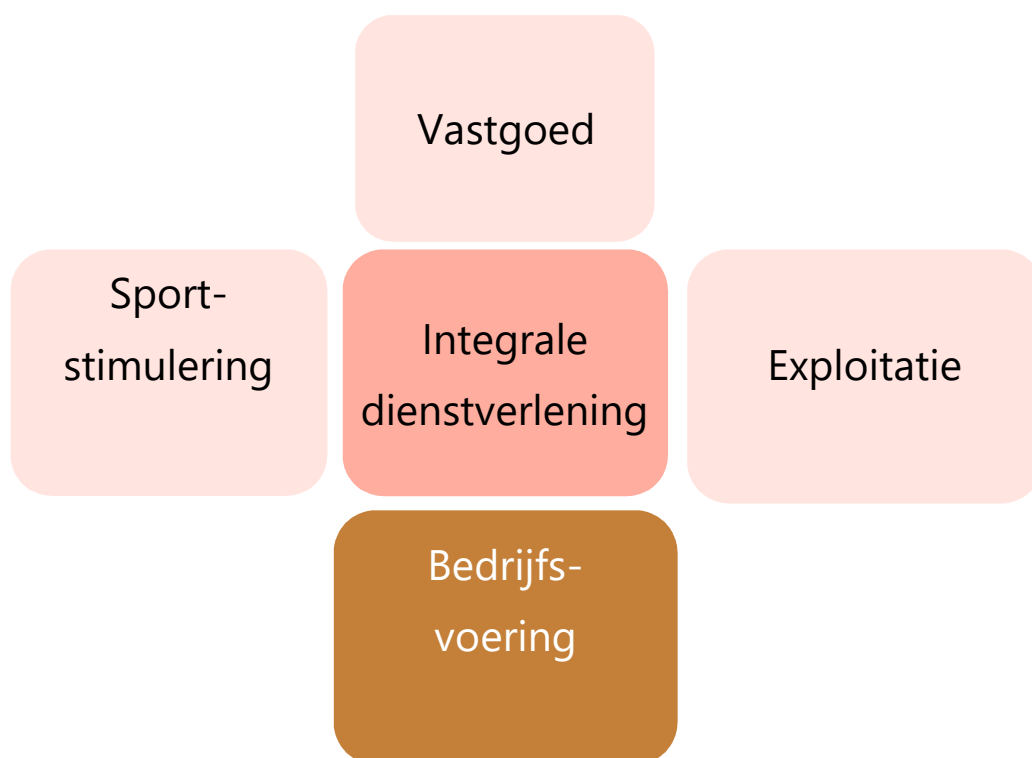 Vastgoed
Sport-
stimulering
Integrale
dienstverlening
Exploitatie
Bedrijfs-
voering